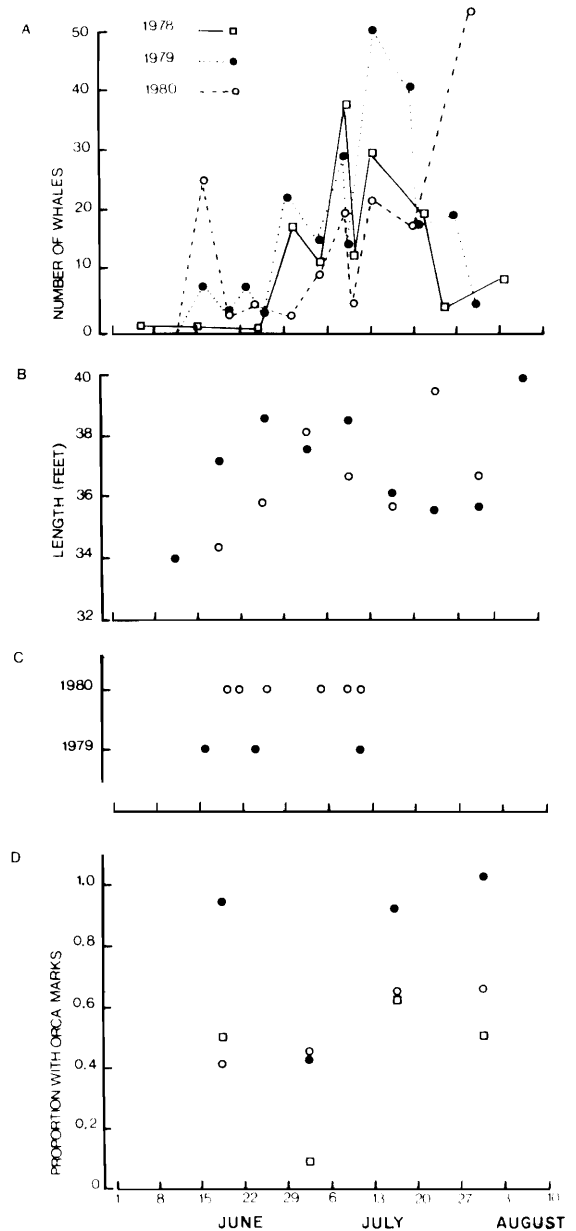 A
50
40
30
20
10
0
NUMBER OF WHALES
1978
1979
1980
B
40
38
36
34
32
LENGTH (FEET)
C
1980
1979
D
1.0
0.8
0.6
0.4
0.2
0
PROPORTION WITH ORCA MARKS
1 8 15 22 29 6 13 20 27 3 10
JUNE JULY AUGUST